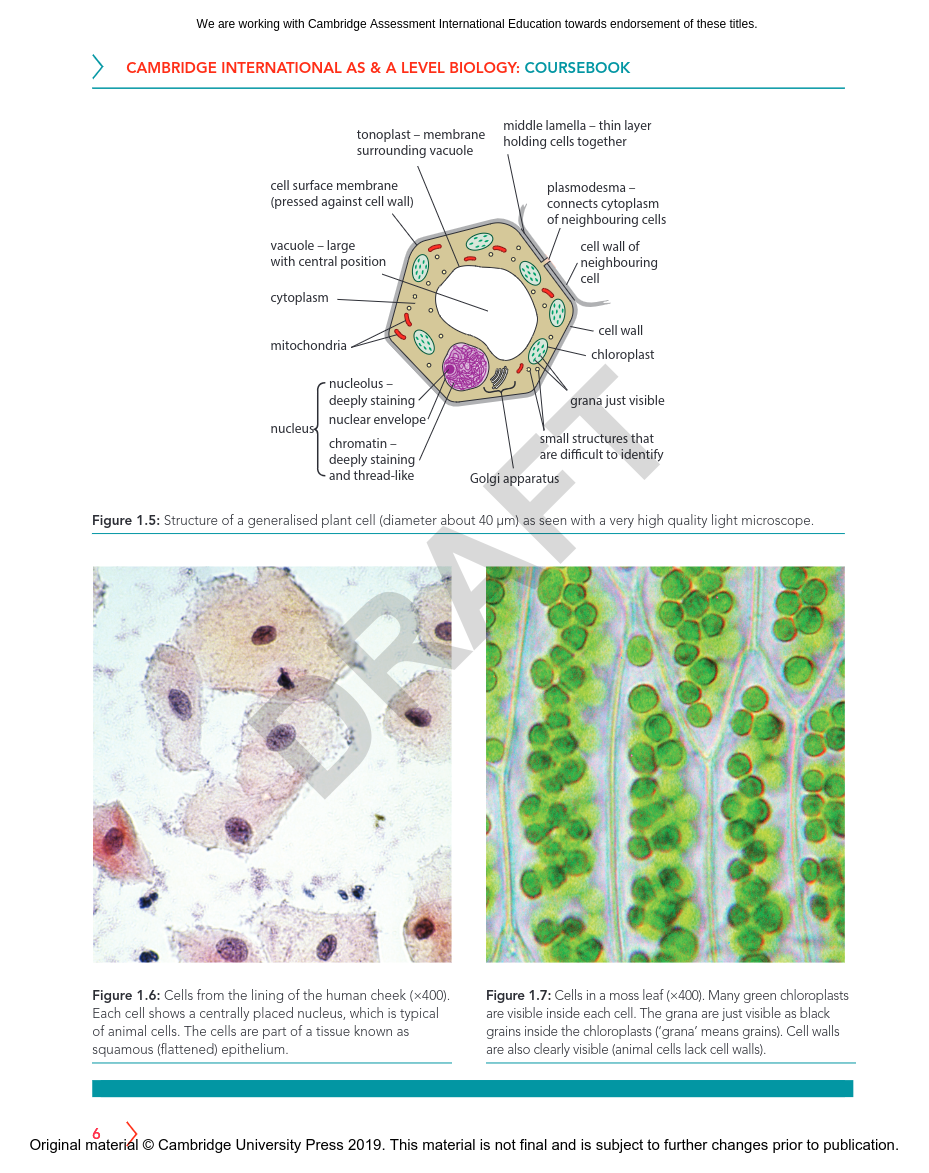 We are working with Cambridge Assessment International Education towards endorsement of these titles.
CAMBRIDGE INTERNATIONAL AS & A LEVEL BIOLOGY: COURSEBOOK
tonoplast – membrane
surrounding vacuole
middle lamella – thin layer
holding cells together
cell surface membrane
(pressed against cell wall)
plasmodesma –
connects cytoplasm
of neighbouring cells
vacuole – large
with central position
cell wall of
neighbouring
cell
cytoplasm
cell wall
mitochondria
chloroplast
nucleus
nucleolus –
deeply staining
nuclear envelope
chromatin –
deeply staining
and thread-like
grana just visible
small structures that
are difficult to identify
Golgi apparatus
DRAFT
Figure 1.5: Structure of a generalised plant cell (diameter about 40 μm) as seen with a very high quality light microscope.
Figure 1.6: Cells from the lining of the human cheek (×400).
Each cell shows a centrally placed nucleus, which is typical
of animal cells. The cells are part of a tissue known as
squamous (flattened) epithelium.
Figure 1.7: Cells in a moss leaf (×400). Many green chloroplasts
are visible inside each cell. The grana are just visible as black
grains inside the chloroplasts (‘grana’ means grains). Cell walls
are also clearly visible (animal cells lack cell walls).
6
Original material © Cambridge University Press 2019. This material is not final and is subject to further changes prior to publication.